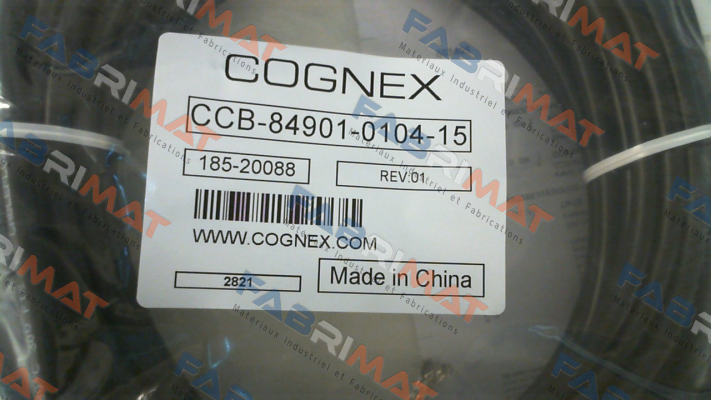 COGNEX
CCB-84901-0104-15
185-20088
REV:01
WWW.COGNEX.COM
2821
Made in China
FABRIMAT
Materiaux Industriel et Fabrications